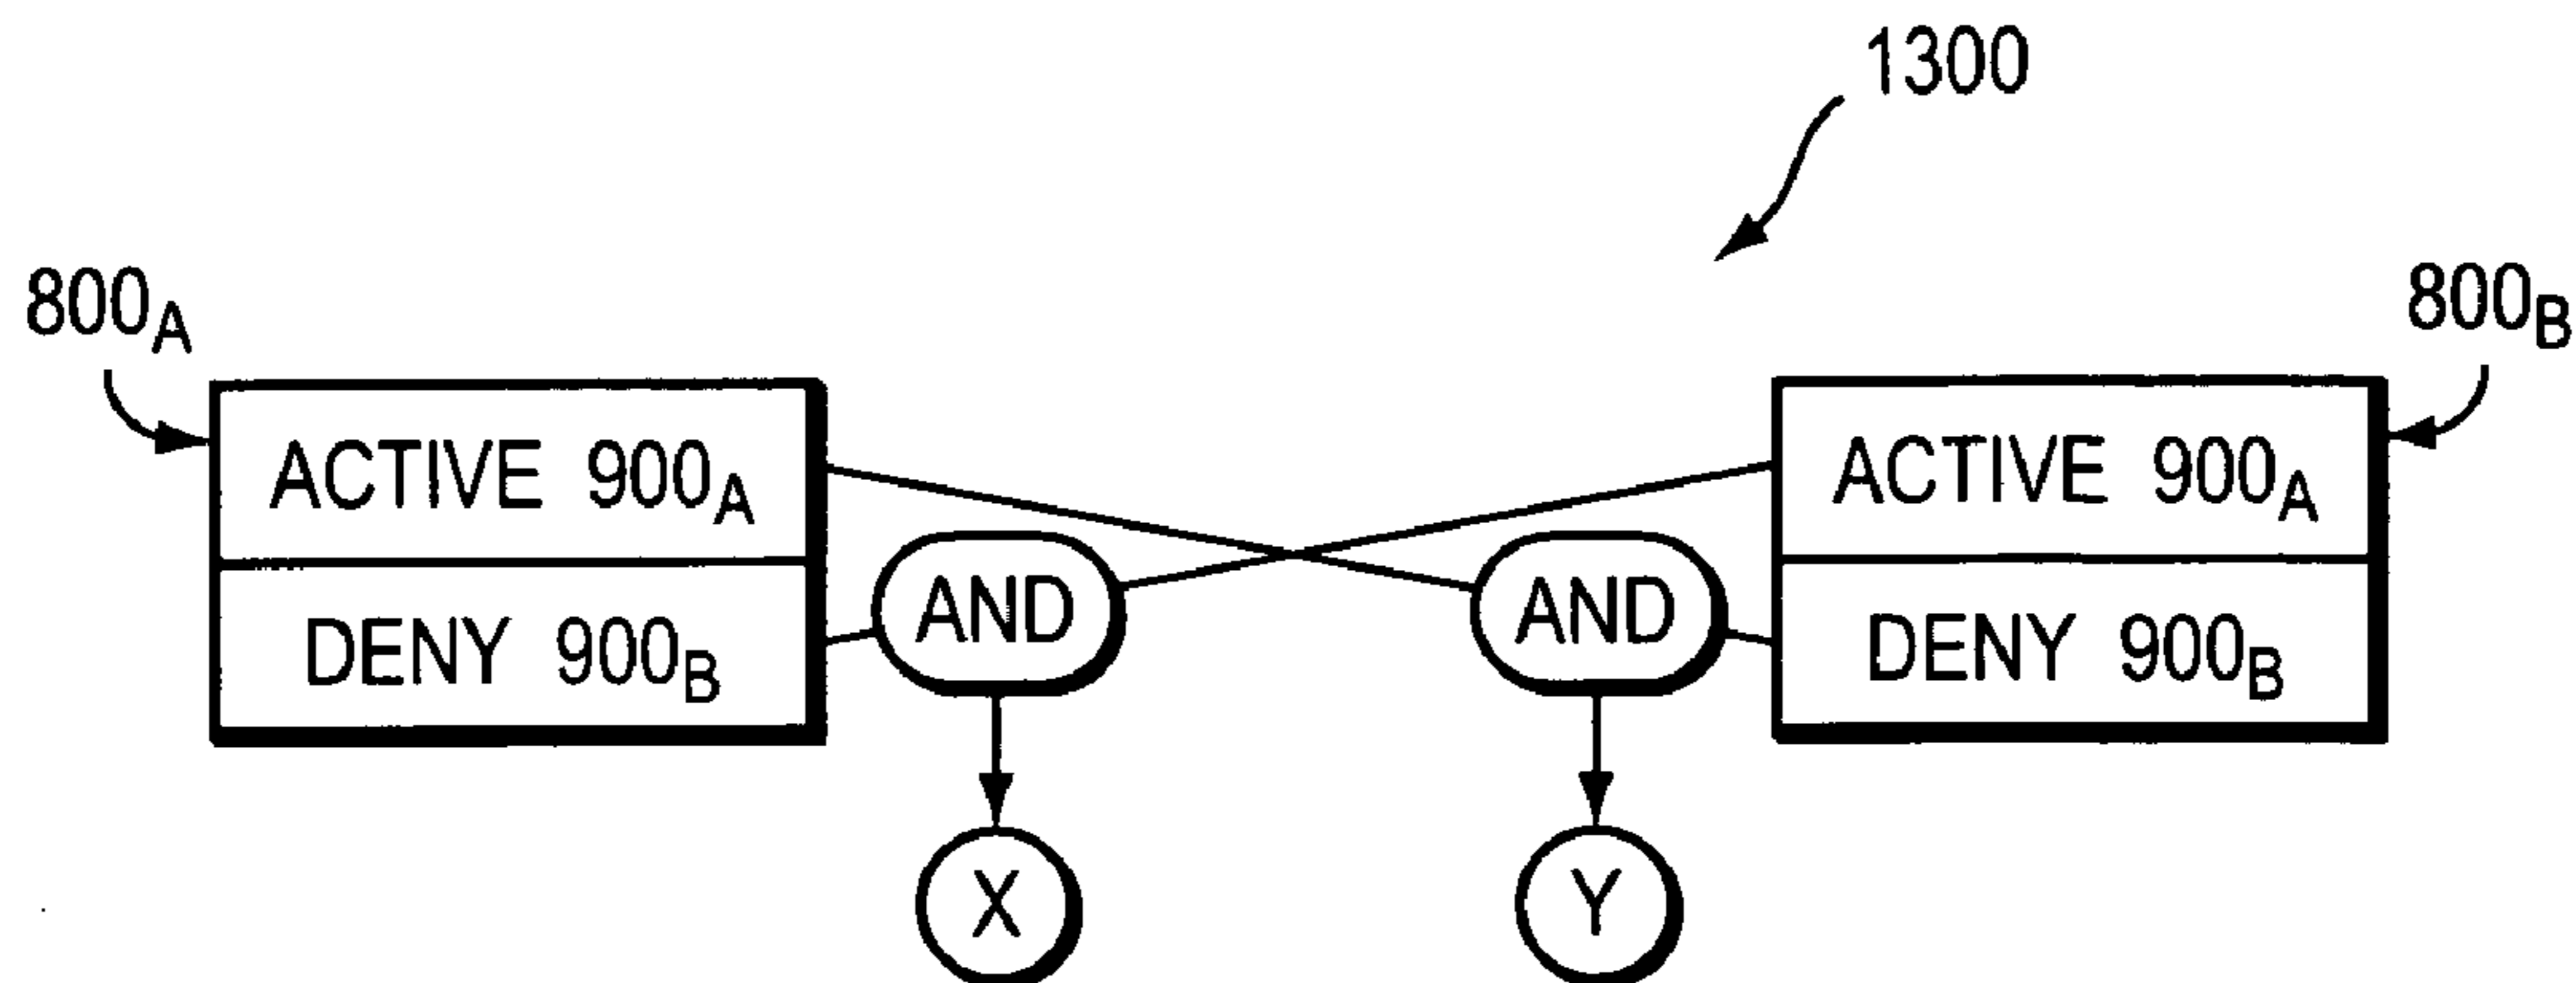 1300
800A
800B
ACTIVE 900A
ACTIVE 900A
AND
AND
DENY 900B
DENY 900B
X
Y